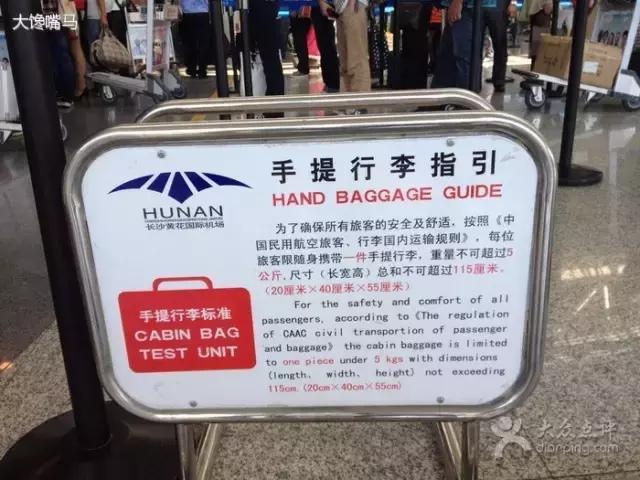 大馋嘴马
HUNAN
长沙黄花国际机场
手提行李指引
HAND BAGGAGE GUIDE
为了确保所有旅客的安全及舒适，按照《中
国民用航空旅客、行李国内运输规则》，每位
旅客限随身携带一件手提行李，重量不可超过5
公斤，尺寸（长宽高）总和不可超过115厘米。
（20厘米×40厘米×55厘米）
For the safety and comfort of all
passengers, according to《The regulation
of CAAC civil transportion of passenger
and baggage》 the cabin baggage is limited
to one piece under 5 kgs with dimensions
(length, width, height) not exceeding
115cm. (20cm×40cm×55cm)
手提行李标准
CABIN BAG
TEST UNIT
大众点评
dianping.com